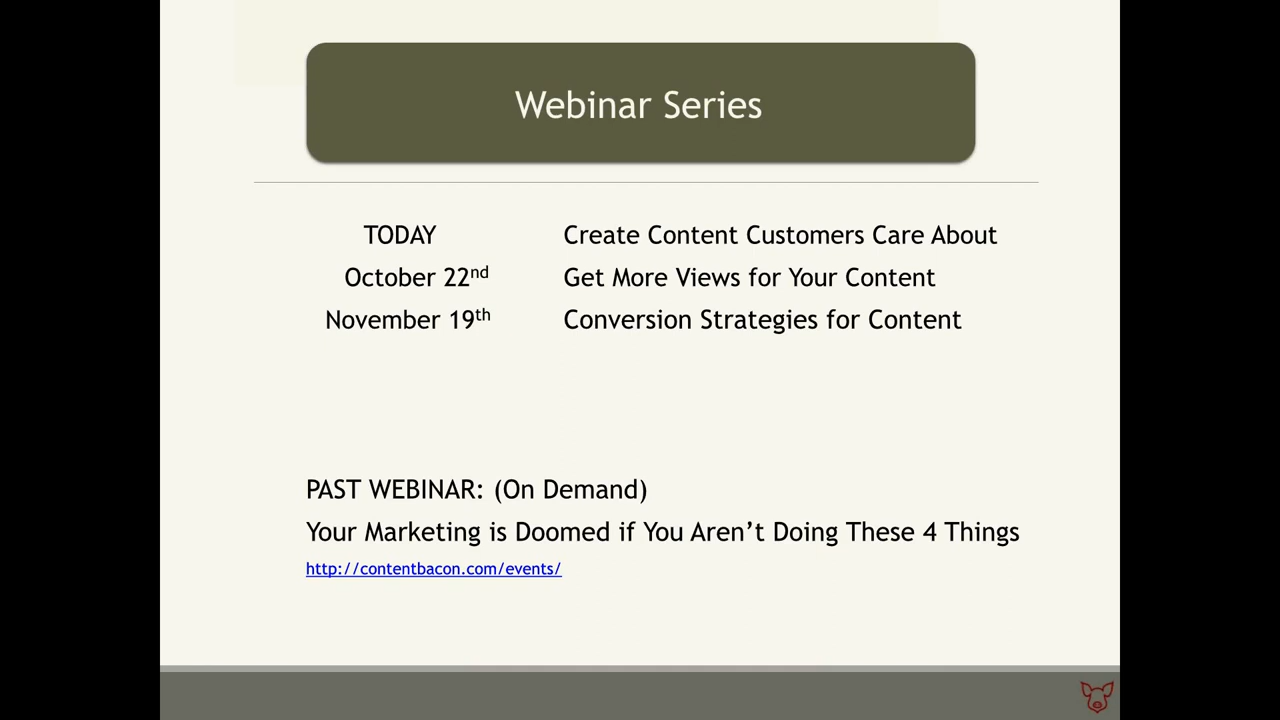 Webinar Series
TODAY Create Content Customers Care About
October 22nd Get More Views for Your Content
November 19th Conversion Strategies for Content
PAST WEBINAR: (On Demand)
Your Marketing is Doomed if You Aren’t Doing These 4 Things
http://contentbacon.com/events/